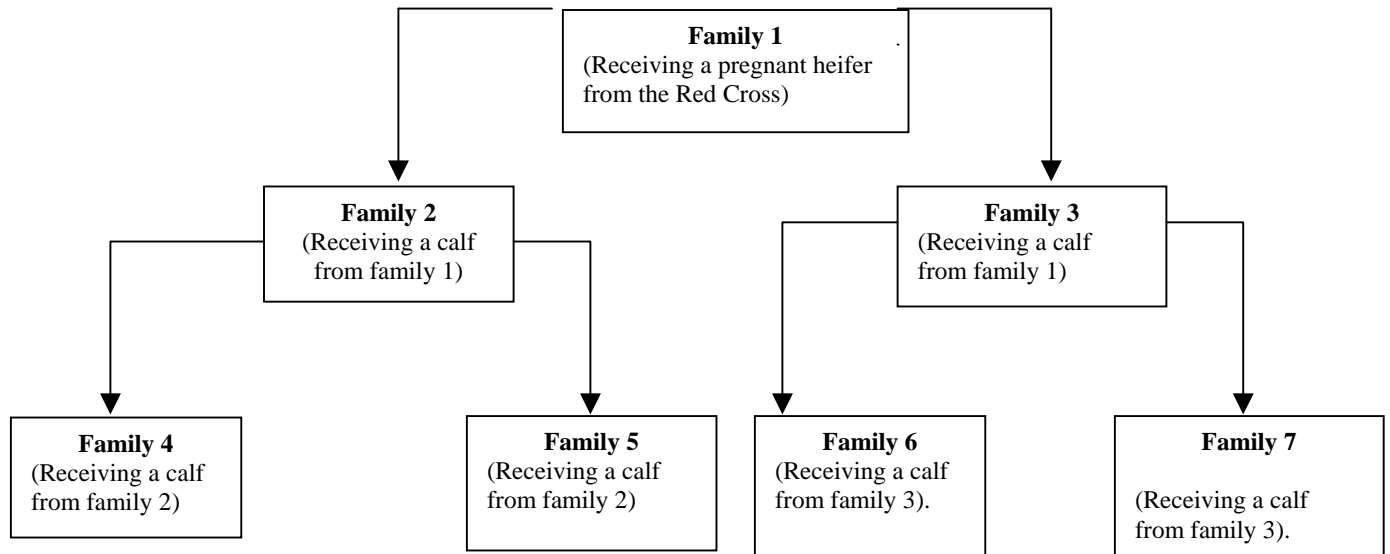 Family 1
(Receiving a pregnant heifer
from the Red Cross)
.
Family 2
(Receiving a calf
from family 1)
Family 3
(Receiving a calf
from family 1)
Family 4
(Receiving a calf
from family 2)
Family 5
(Receiving a calf
from family 2)
Family 6
(Receiving a calf
from family 3).
Family 7
(Receiving a calf
from family 3).